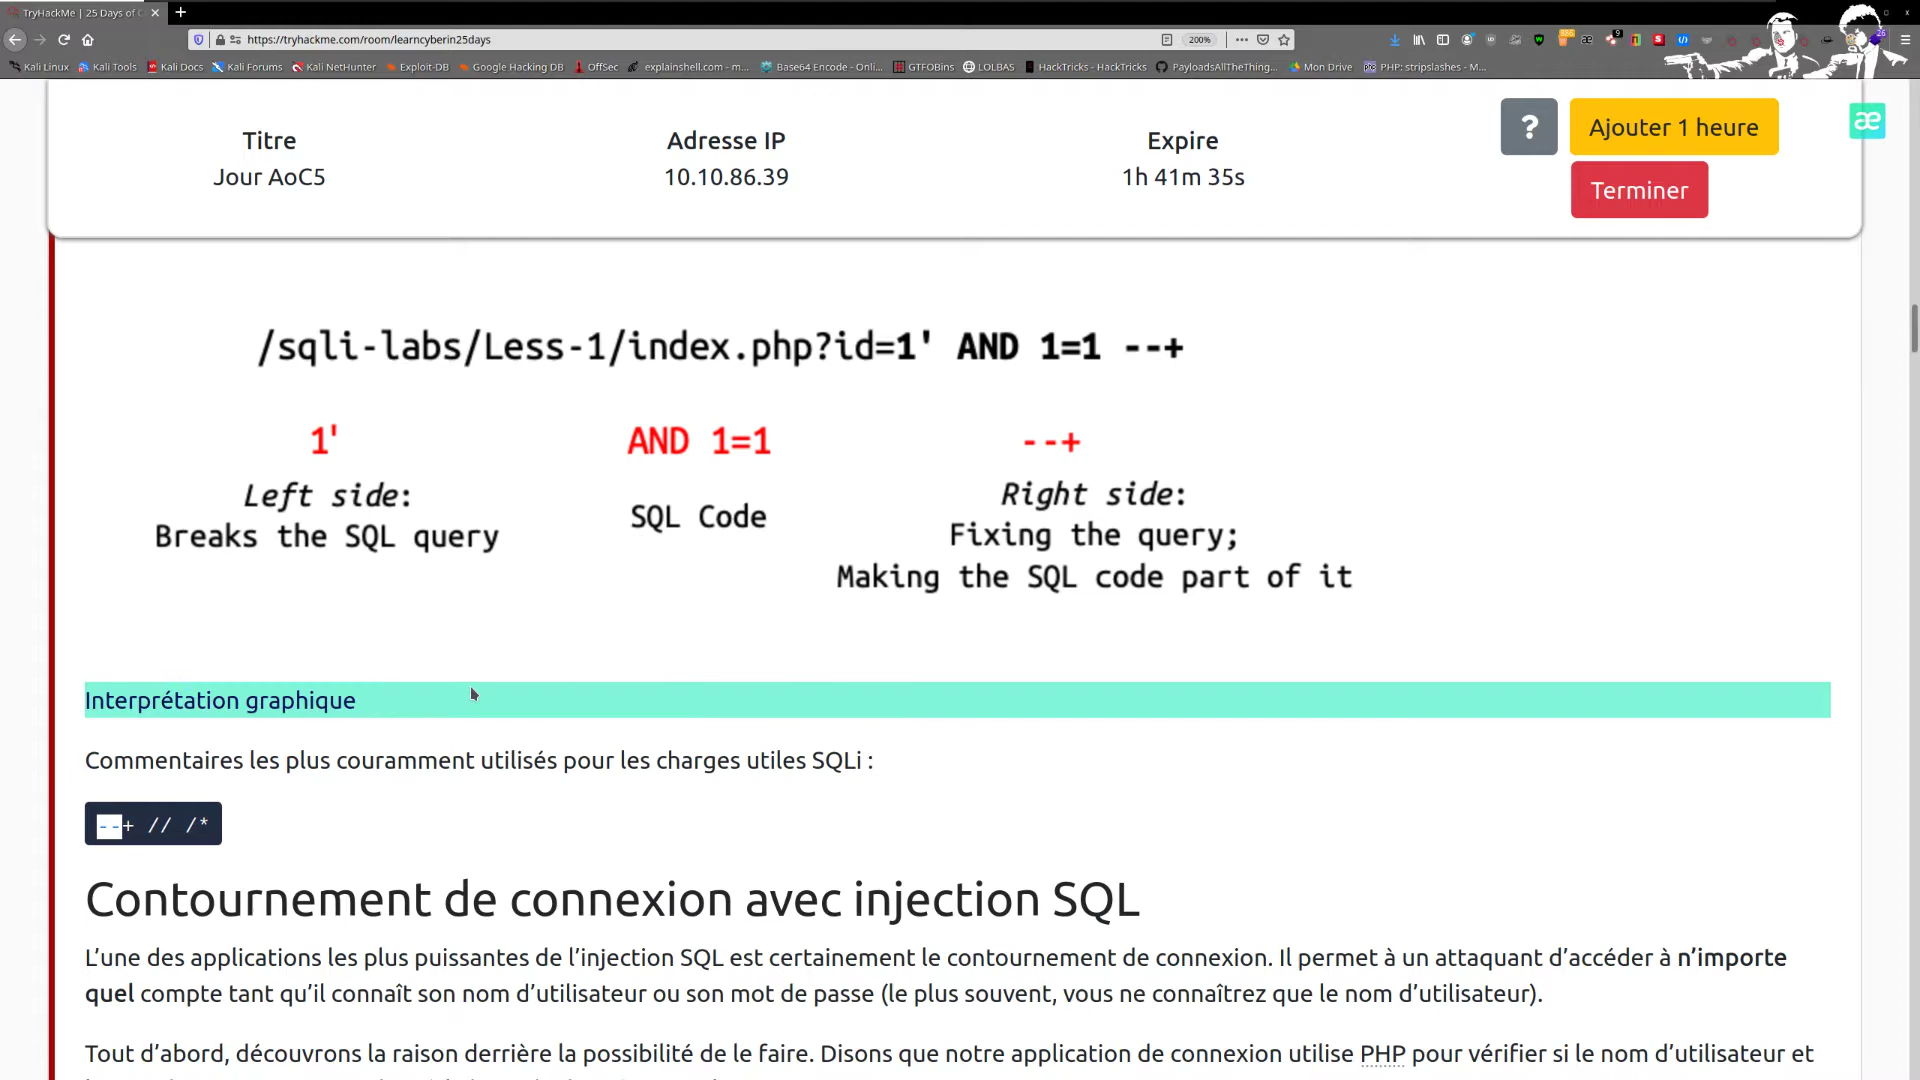 TryHackMe | 25 Days of
https://tryhackme.com/room/learncyberin25days
200%
Kali Linux
Kali Tools
Kali Docs
Kali Forums
Kali NetHunter
Exploit-DB
Google Hacking DB
OffSec
explainshell.com - m...
Base64 Encode - Onli...
GTFOBins
LOLBAS
HackTricks - HackTricks
PayloadsAllTheThing...
Mon Drive
PHP: stripslashes - M...
Titre
Jour AoC5
Adresse IP
10.10.86.39
Expire
1h 41m 35s
?
Ajouter 1 heure
Terminer
æ
/sqli-labs/Less-1/index.php?id=1' AND 1=1 --+
1'
Left side:
Breaks the SQL query
AND 1=1
SQL Code
--+
Right side:
Fixing the query;
Making the SQL code part of it
Interprétation graphique
Commentaires les plus couramment utilisés pour les charges utiles SQLi :
--+ // /*
Contournement de connexion avec injection SQL
L’une des applications les plus puissantes de l’injection SQL est certainement le contournement de connexion. Il permet à un attaquant d’accéder à n’importe
quel compte tant qu’il connaît son nom d’utilisateur ou son mot de passe (le plus souvent, vous ne connaîtrez que le nom d’utilisateur).
Tout d’abord, découvrons la raison derrière la possibilité de le faire. Disons que notre application de connexion utilise PHP pour vérifier si le nom d’utilisateur et